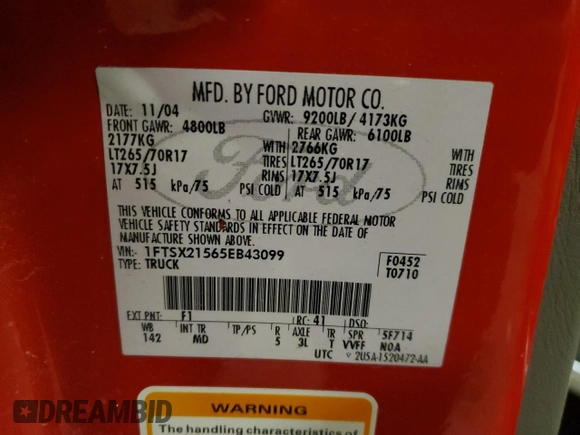 MFD. BY FORD MOTOR CO.
DATE: 11/04 GVWR: 9200LB / 4173KG
FRONT GAWR: 4800LB REAR GAWR: 6100LB
2177KG WITH 2766KG WITH
LT265/70R17 TIRES LT265/70R17 TIRES
17X7.5J RIMS 17X7.5J RIMS
AT 515 kPa/75 PSI COLD AT 515 kPa/75 PSI COLD
Ford
THIS VEHICLE CONFORMS TO ALL APPLICABLE FEDERAL MOTOR
VEHICLE SAFETY STANDARDS IN EFFECT ON THE DATE OF
MANUFACTURE SHOWN ABOVE.
VIN: 1FTSX21565EB43099 F0452
TYPE: TRUCK T0710
EXT PNT: F1 RC: 41 DSO:
WB INT TR TP/PS R AXLE TR SPR 5F714
142 MD 5 3L T VVFF N0A
UTC 2U5A-1520472-AA
WARNING
The handling characteristics of
DREAMBID